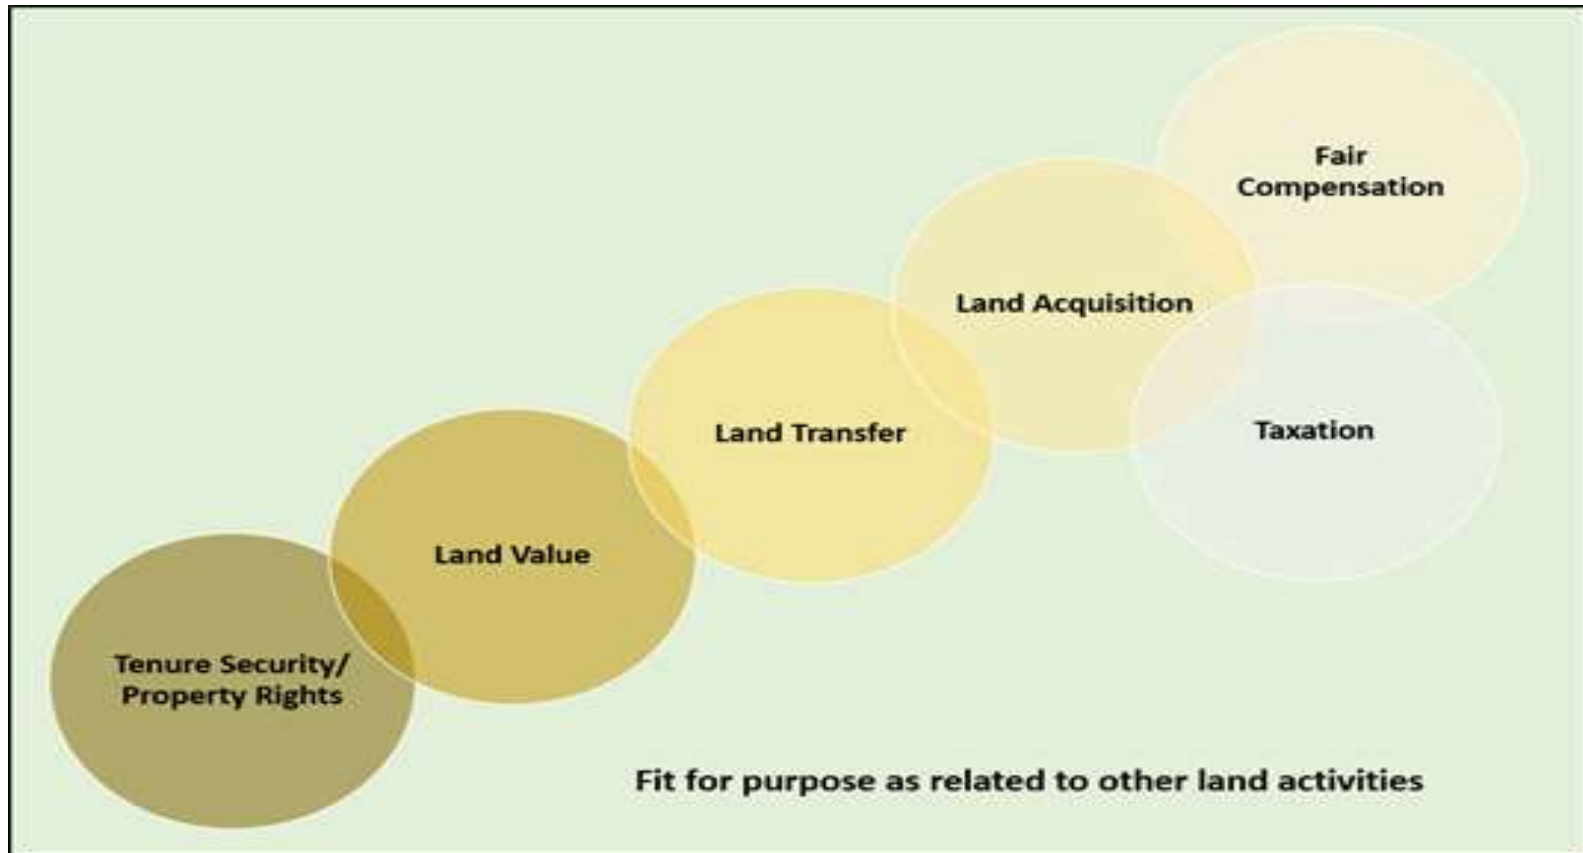 Fair
Compensation
Land Acquisition
Land Transfer
Taxation
Land Value
Tenure Security/
Property Rights
Fit for purpose as related to other land activities